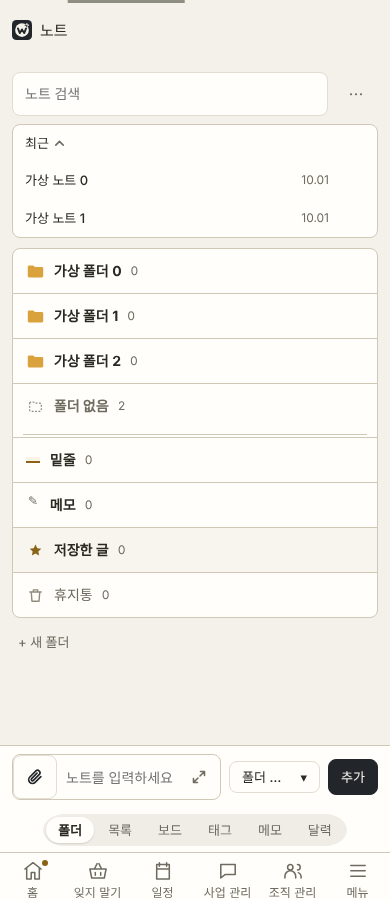 노트
노트 검색
···
최근
가상 노트 0 10.01
가상 노트 1 10.01
가상 폴더 0 0
가상 폴더 1 0
가상 폴더 2 0
폴더 없음 2
밑줄 0
메모 0
저장한 글 0
휴지통 0
+ 새 폴더
노트를 입력하세요 폴더 ... ▾ 추가
폴더 목록 보드 태그 메모 달력
홈 잊지 말기 일정 사업 관리 조직 관리 메뉴